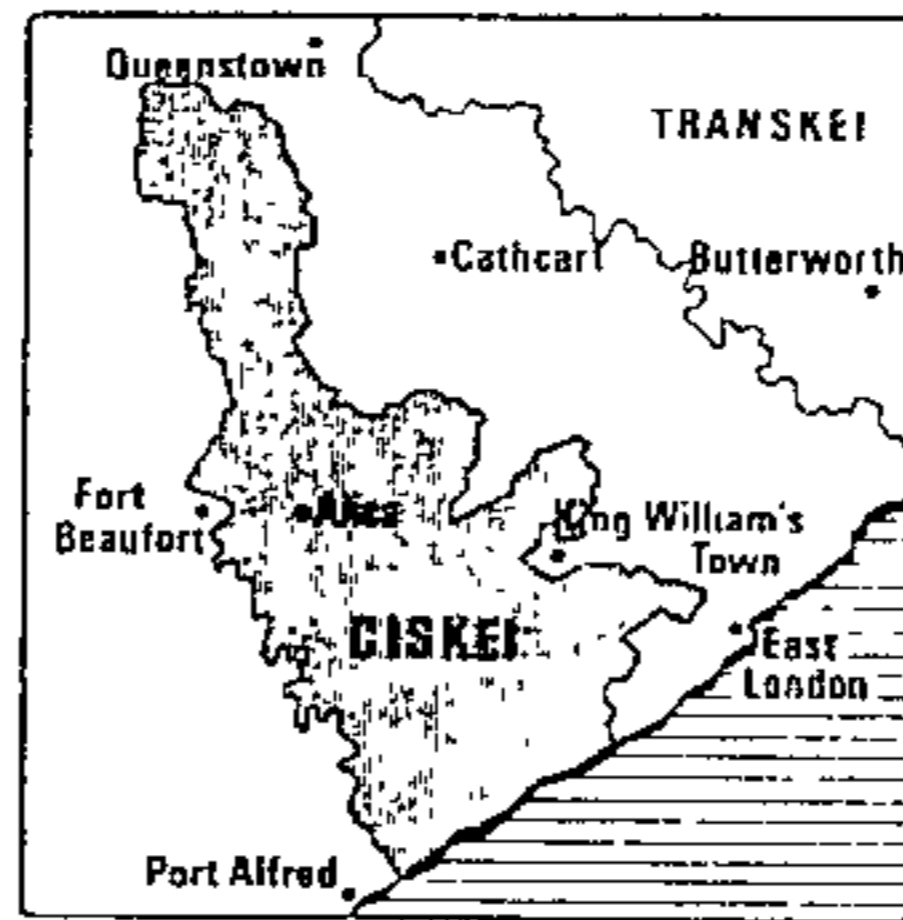 Queenstown
TRANSKEI
Cathcart
Butterworth
Fort
Beaufort
Alice
King William's
Town
CISKEI
East
London
Port Alfred